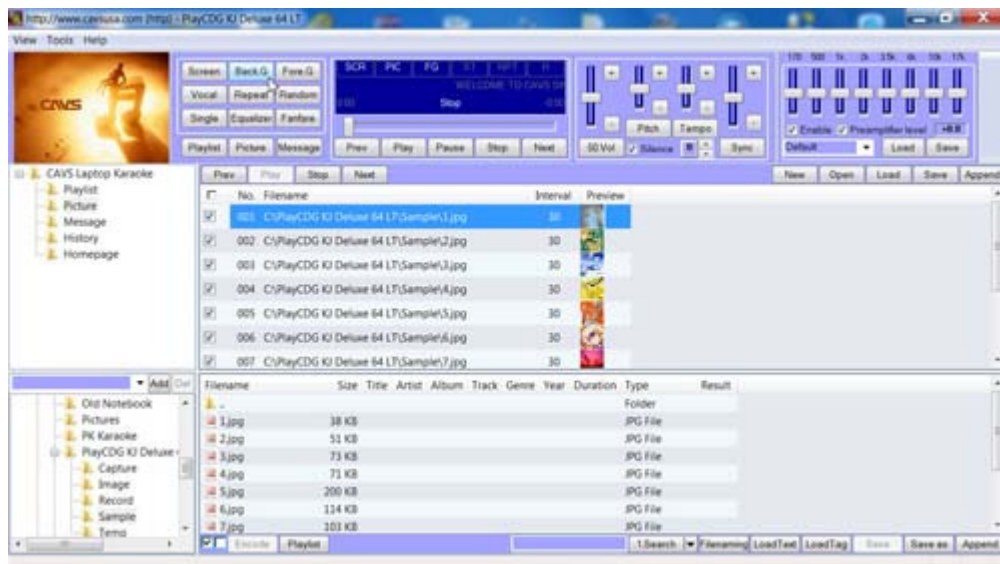 http://www.cavsusa.com (http) - PlayCDG KJ Deluxe 64 LT
View Tools Help
CAVS
Screen Back.G Fore.G
Vocal Repeat Random
Single Equalizer Fanfare
Playlist Picture Message
SCR PIC FG
WELCOME TO CAVS
Stop
Prev Play Pause Stop Next
60 Vol
Pitch Tempo
Silence
Sync
170 500 1k
Enable Preamplifier level
Default Load Save
CAVS Laptop Karaoke
Playlist
Picture
Message
History
Homepage
Prev Play Stop Next
New Open Load Save Append
No. Filename Interval Preview
001 C:\PlayCDG KJ Deluxe 64 LT\Sample\1.jpg 30
002 C:\PlayCDG KJ Deluxe 64 LT\Sample\2.jpg 30
003 C:\PlayCDG KJ Deluxe 64 LT\Sample\3.jpg 30
004 C:\PlayCDG KJ Deluxe 64 LT\Sample\4.jpg 30
005 C:\PlayCDG KJ Deluxe 64 LT\Sample\5.jpg 30
006 C:\PlayCDG KJ Deluxe 64 LT\Sample\6.jpg 30
007 C:\PlayCDG KJ Deluxe 64 LT\Sample\7.jpg 30
Add Del
Old Notebook
Pictures
PK Karaoke
PlayCDG KJ Deluxe
Capture
Image
Record
Sample
Temp
Filename Size Title Artist Album Track Genre Year Duration Type Result
.. Folder
1.jpg 38 KB JPG File
2.jpg 51 KB JPG File
3.jpg 73 KB JPG File
4.jpg 71 KB JPG File
5.jpg 200 KB JPG File
6.jpg 114 KB JPG File
7.jpg 103 KB JPG File
Encode Playlist
1.Search Filenaming LoadText LoadTag Save Save as Append